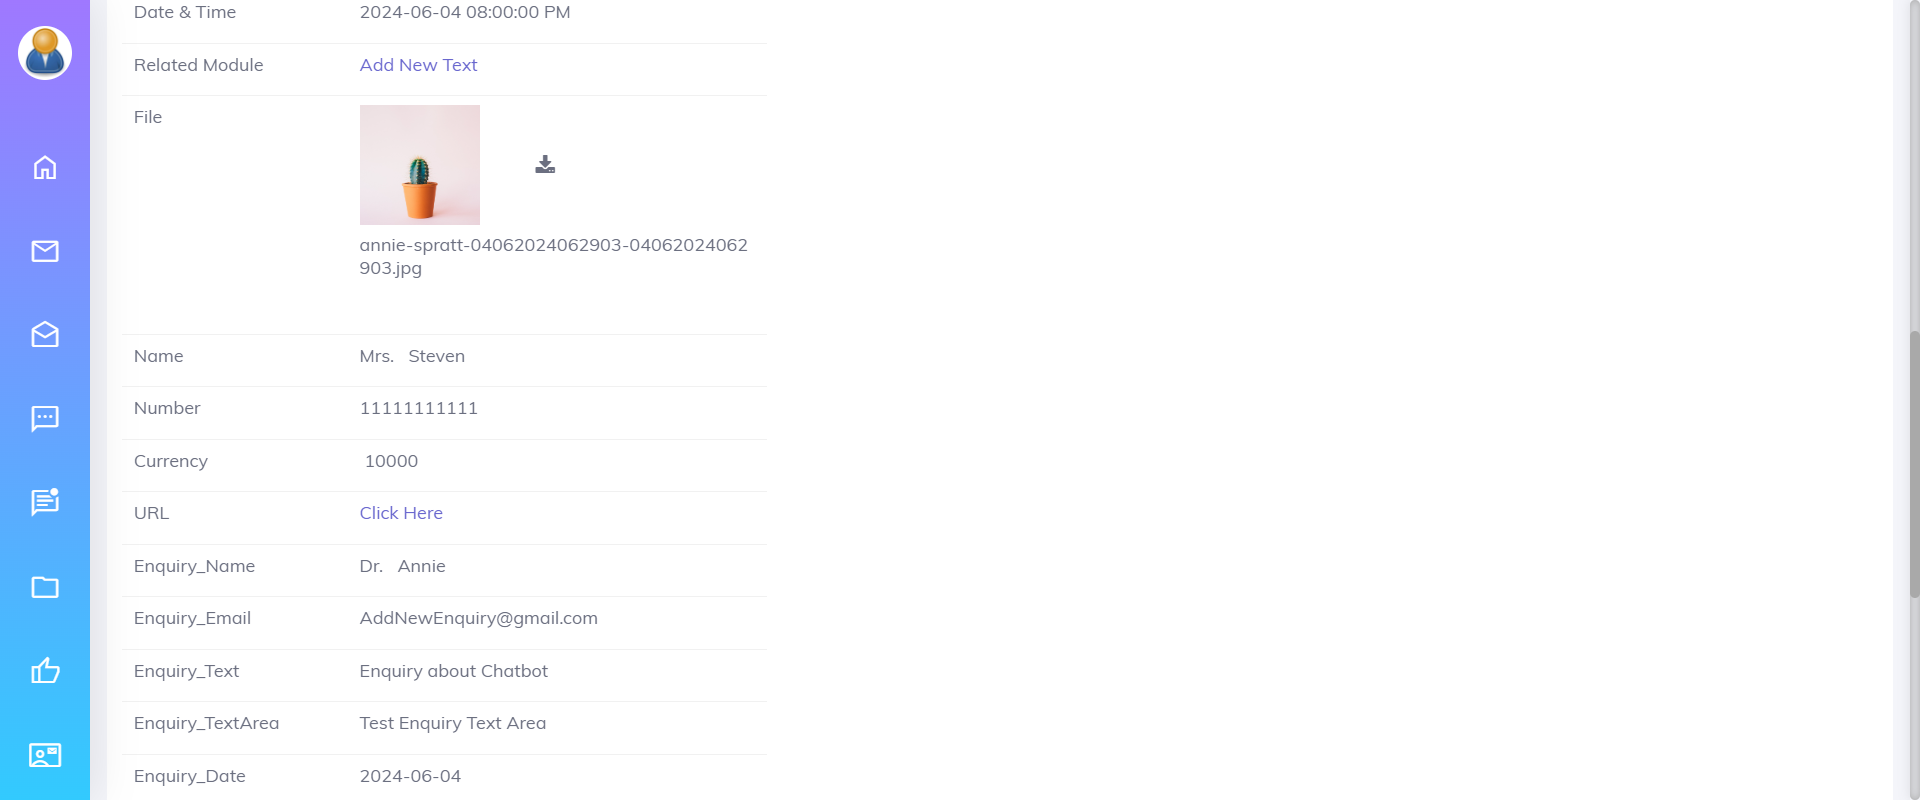 Date & Time 2024-06-04 08:00:00 PM
Related Module Add New Text
File
annie-spratt-04062024062903-04062024062
903.jpg
Name Mrs. Steven
Number 11111111111
Currency 10000
URL Click Here
Enquiry_Name Dr. Annie
Enquiry_Email AddNewEnquiry@gmail.com
Enquiry_Text Enquiry about Chatbot
Enquiry_TextArea Test Enquiry Text Area
Enquiry_Date 2024-06-04